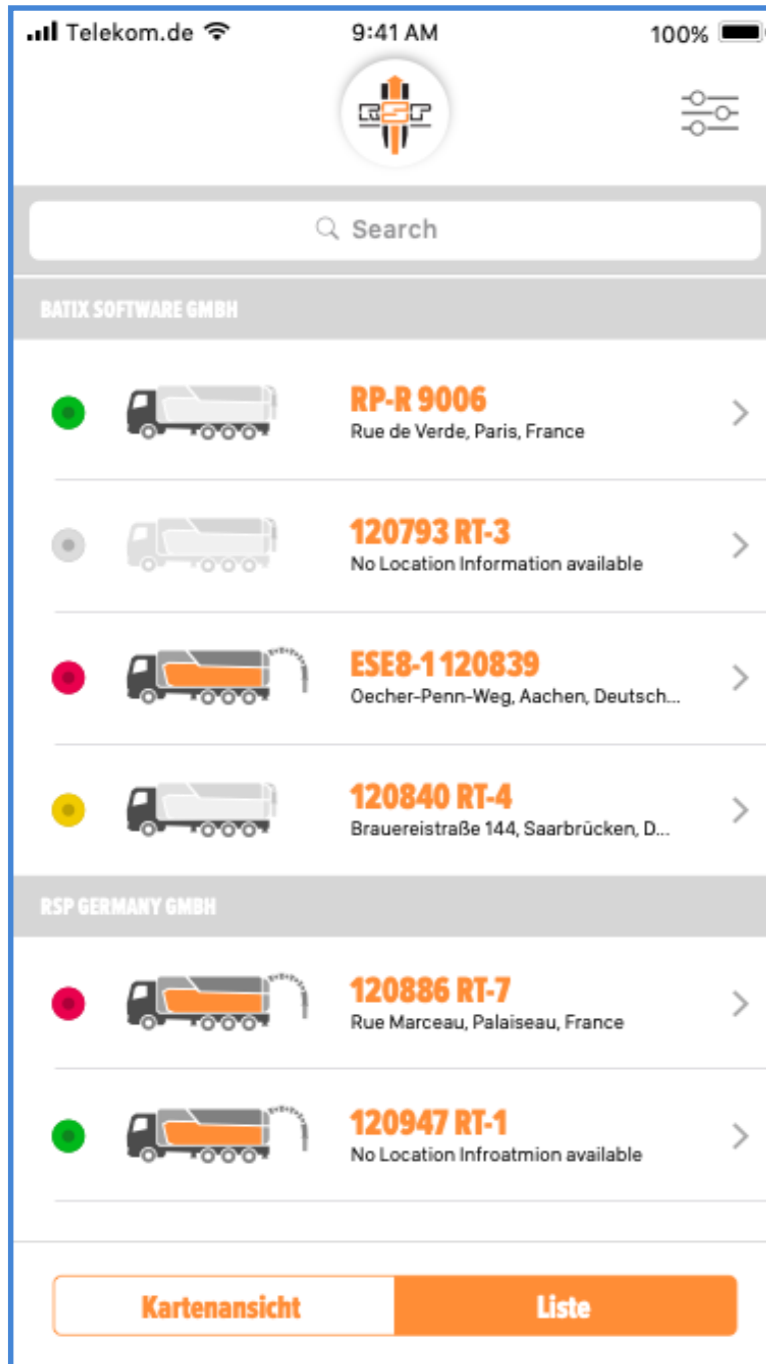 Telekom.de 9:41 AM 100%
RSP
Search
BATIX SOFTWARE GMBH
RP-R 9006
Rue de Verde, Paris, France
120793 RT-3
No Location Information available
ESE8-1 120839
Oecher-Penn-Weg, Aachen, Deutsch...
120840 RT-4
Brauereistraße 144, Saarbrücken, D...
RSP GERMANY GMBH
120886 RT-7
Rue Marceau, Palaiseau, France
120947 RT-1
No Location Infroatmion available
Kartenansicht Liste